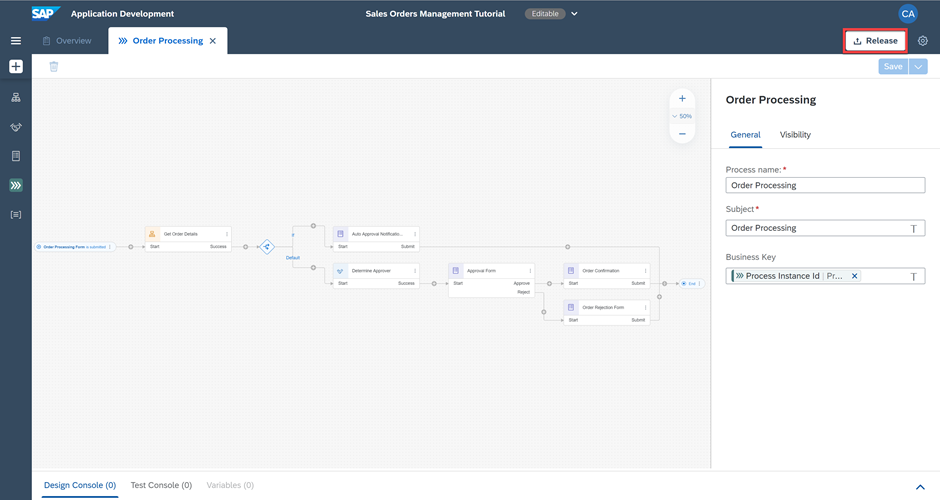 SAP Application Development
Sales Orders Management Tutorial
Editable
CA
Overview
Order Processing
Release
Save
50%
Order Processing Form is submitted
Get Order Details
Start Success
If
Default
Auto Approval Notificatio...
Start Submit
Determine Approver
Start Success
Approval Form
Start Approve
Reject
Order Confirmation
Start Submit
Order Rejection Form
Start Submit
End
Order Processing
General Visibility
Process name:*
Order Processing
Subject*
Order Processing
Business Key
Process Instance Id | Pr...
Design Console (0) Test Console (0) Variables (0)